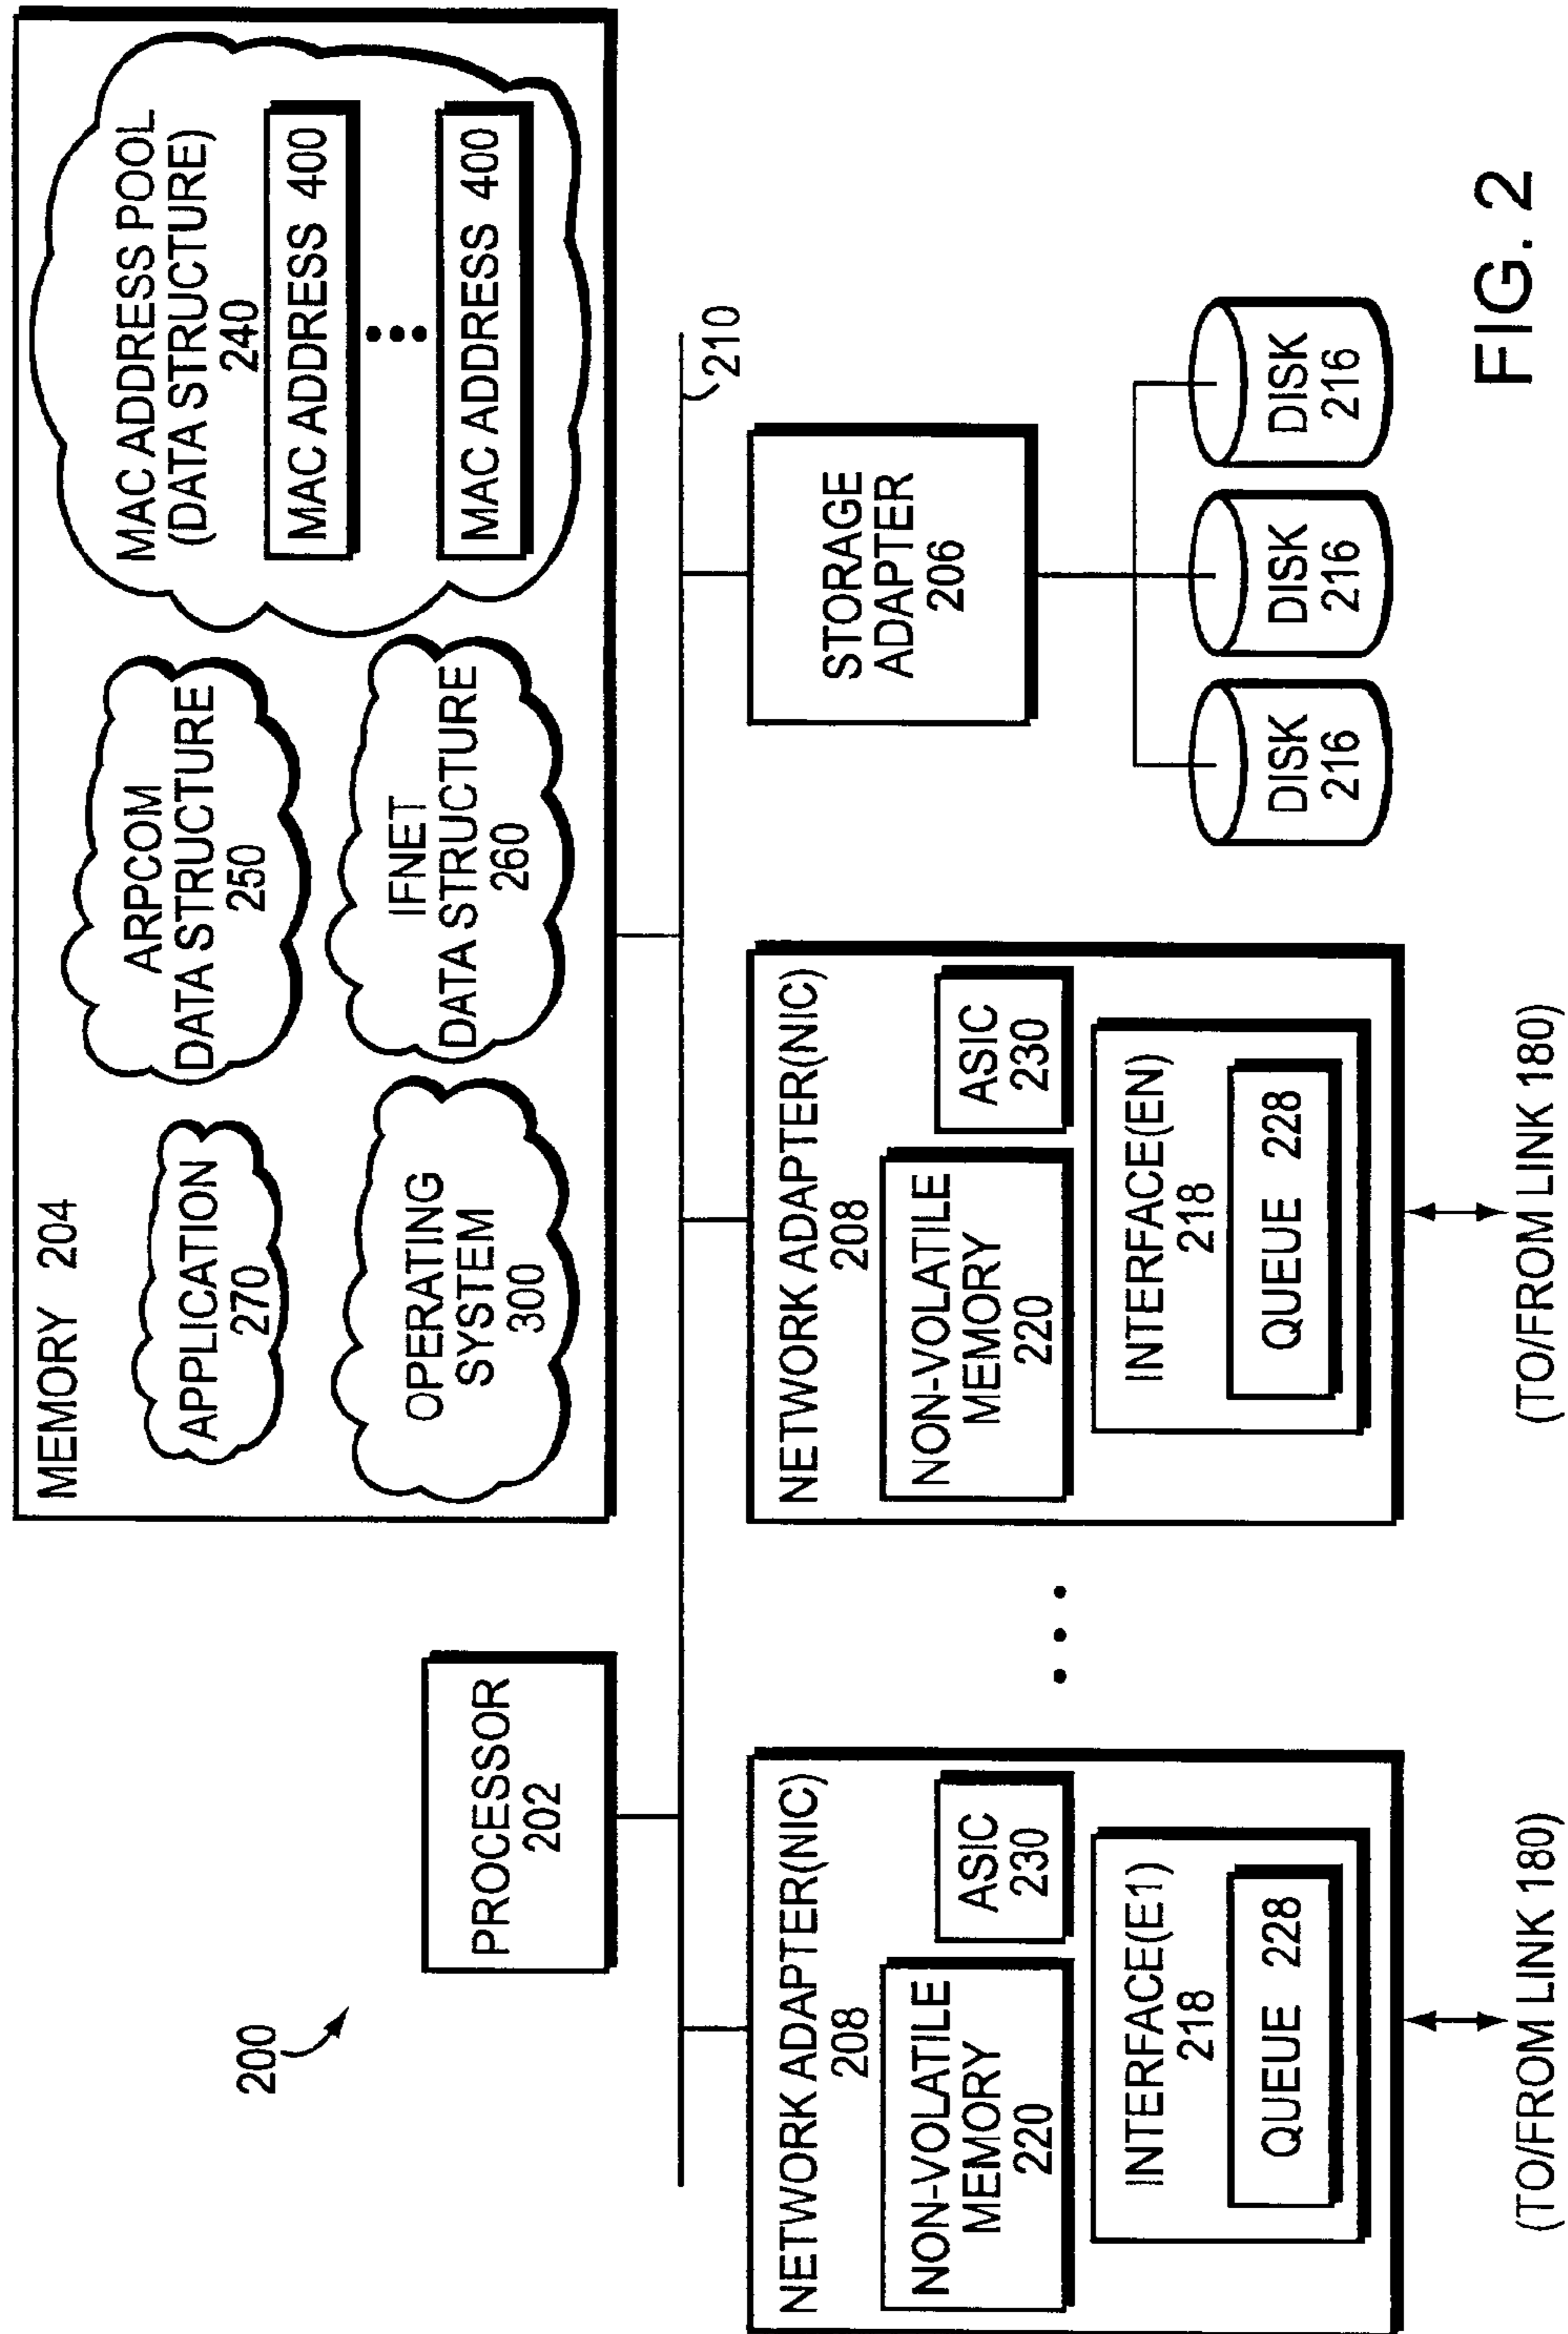 200
PROCESSOR
202
MEMORY 204
APPLICATION
270
OPERATING
SYSTEM
300
ARPCOM
DATA STRUCTURE
250
IFNET
DATA STRUCTURE
260
MAC ADDRESS POOL
(DATA STRUCTURE)
240
MAC ADDRESS 400
MAC ADDRESS 400
210
NETWORK ADAPTER(NIC)
208
NON-VOLATILE
MEMORY
220
ASIC
230
INTERFACE(E1)
218
QUEUE 228
(TO/FROM LINK 180)
NETWORK ADAPTER(NIC)
208
NON-VOLATILE
MEMORY
220
ASIC
230
INTERFACE(EN)
218
QUEUE 228
(TO/FROM LINK 180)
STORAGE
ADAPTER
206
DISK
216
DISK
216
DISK
216
FIG. 2